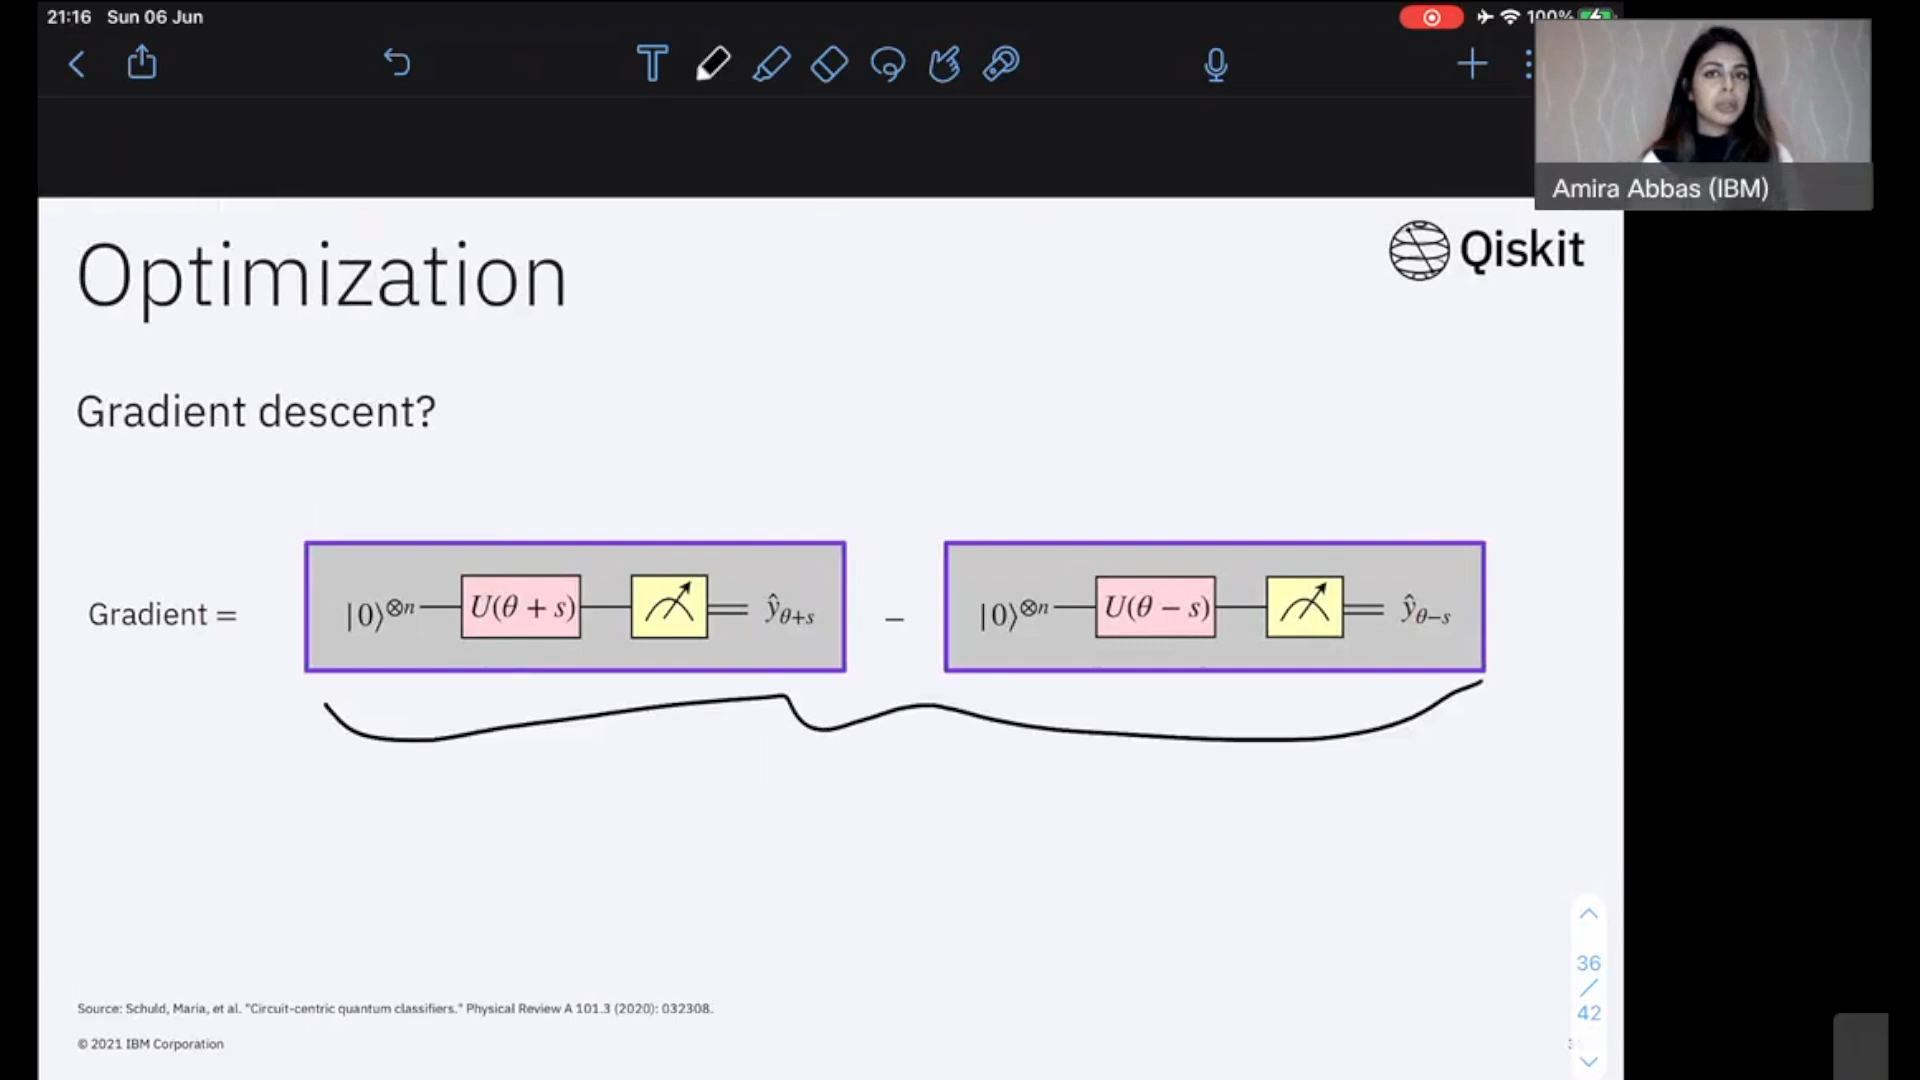 21:16 Sun 06 Jun
100%
Amira Abbas (IBM)
Optimization
Qiskit
Gradient descent?
Gradient = |0⟩⊗n U(θ + s) ŷθ+s − |0⟩⊗n U(θ − s) ŷθ−s
36
/
42
Source: Schuld, Maria, et al. "Circuit-centric quantum classifiers." Physical Review A 101.3 (2020): 032308.
© 2021 IBM Corporation